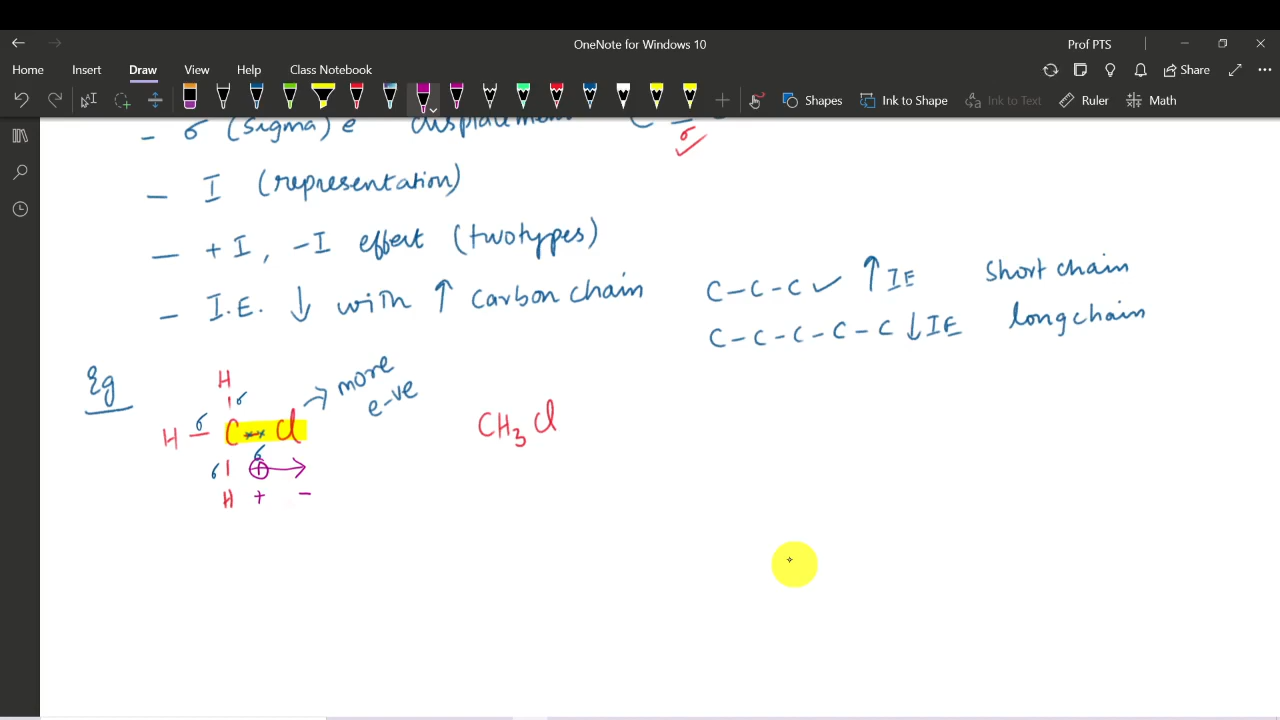 OneNote for Windows 10
Prof PTS
Home Insert Draw View Help Class Notebook
Share
Shapes Ink to Shape Ink to Text Ruler Math
- σ (sigma) e displacement C
σ
- I (representation)
- +I, -I effect (two types)
- I.E. ↓ with ↑ carbon chain
C-C-C ✓ ↑ IE short chain
C-C-C-C-C ↓ IE long chain
Eg
H
σ
H - C Cl → more e-ve
σ
σ
σ
H
+ -
CH3Cl